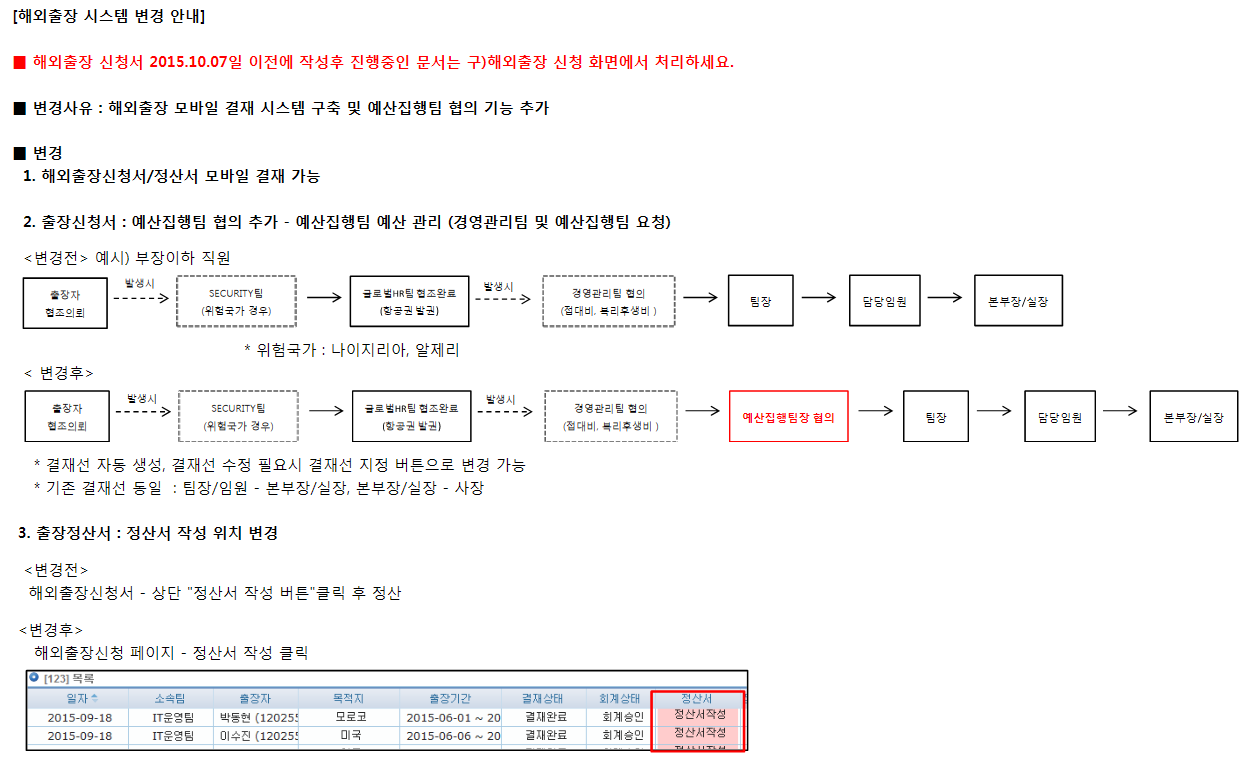 [해외출장 시스템 변경 안내]
■ 해외출장 신청서 2015.10.07일 이전에 작성후 진행중인 문서는 구)해외출장 신청 화면에서 처리하세요.
■ 변경사유 : 해외출장 모바일 결재 시스템 구축 및 예산집행팀 협의 기능 추가
■ 변경
1. 해외출장신청서/정산서 모바일 결재 가능
2. 출장신청서 : 예산집행팀 협의 추가 - 예산집행팀 예산 관리 (경영관리팀 및 예산집행팀 요청)
<변경전> 예시) 부장이하 직원
출장자
협조의뢰
발생시
SECURITY팀
(위험국가 경우)
글로벌HR팀 협조완료
(항공권 발권)
발생시
경영관리팀 협의
(접대비, 복리후생비 )
팀장
담당임원
본부장/실장
* 위험국가 : 나이지리아, 알제리
< 변경후>
출장자
협조의뢰
발생시
SECURITY팀
(위험국가 경우)
글로벌HR팀 협조완료
(항공권 발권)
발생시
경영관리팀 협의
(접대비, 복리후생비 )
예산집행팀장 협의
팀장
담당임원
본부장/실장
* 결재선 자동 생성, 결재선 수정 필요시 결재선 지정 버튼으로 변경 가능
* 기존 결재선 동일 : 팀장/임원 - 본부장/실장, 본부장/실장 - 사장
3. 출장정산서 : 정산서 작성 위치 변경
<변경전>
해외출장신청서 - 상단 "정산서 작성 버튼"클릭 후 정산
<변경후>
해외출장신청 페이지 - 정산서 작성 클릭
[123] 목록
일자 소속팀 출장자 목적지 출장기간 결재상태 회계상태 정산서
2015-09-18 IT운영팀 박동현 (120255 모로코 2015-06-01 ~ 20 결재완료 회계승인 정산서작성
2015-09-18 IT운영팀 이수진 (120255 미국 2015-06-06 ~ 20 결재완료 회계승인 정산서작성